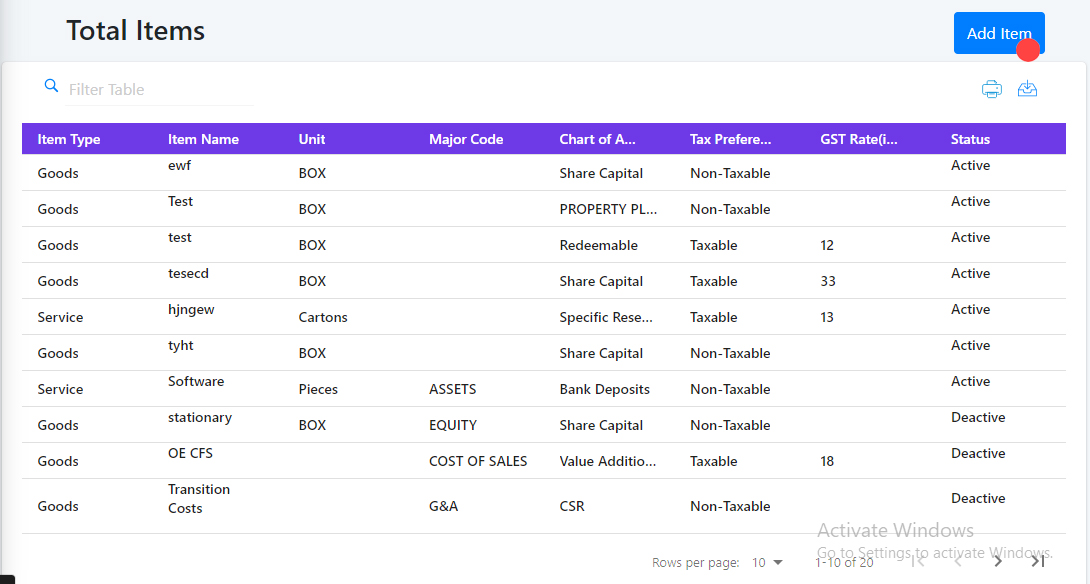 Total Items
Add Item
Filter Table
Item Type Item Name Unit Major Code Chart of A... Tax Prefere... GST Rate(i... Status
Goods ewf BOX Share Capital Non-Taxable Active
Goods Test BOX PROPERTY PL... Non-Taxable Active
Goods test BOX Redeemable Taxable 12 Active
Goods tesecd BOX Share Capital Taxable 33 Active
Service hjngew Cartons Specific Rese... Taxable 13 Active
Goods tyht BOX Share Capital Non-Taxable Active
Service Software Pieces ASSETS Bank Deposits Non-Taxable Active
Goods stationary BOX EQUITY Share Capital Non-Taxable Deactive
Goods OE CFS COST OF SALES Value Additio... Taxable 18 Deactive
Goods Transition Costs G&A CSR Non-Taxable Deactive
Activate Windows
Go to Settings to activate Windows.
Rows per page: 10 1-10 of 20